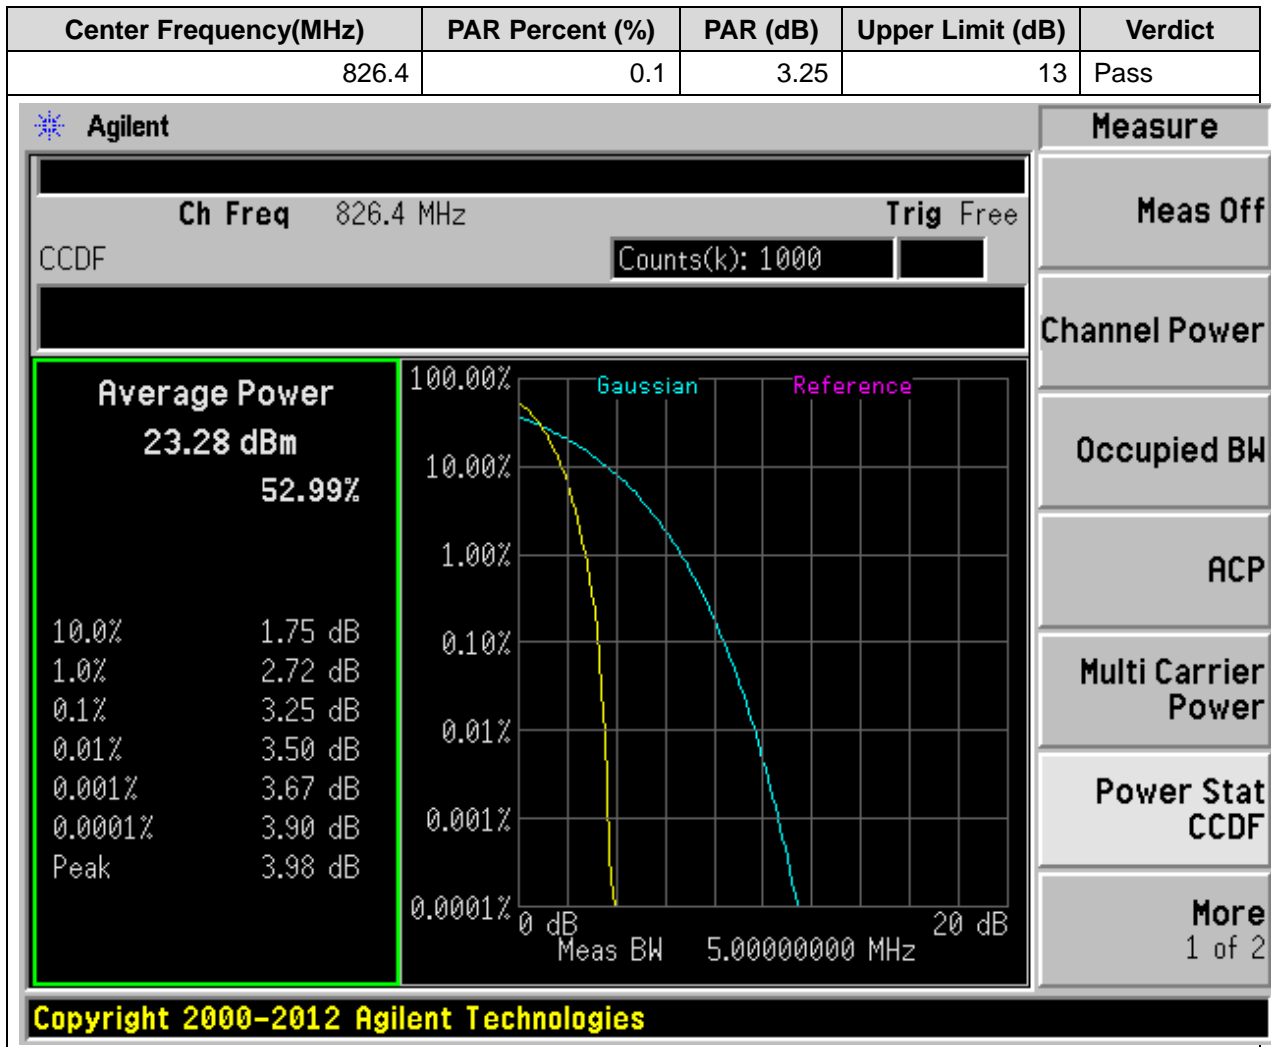 Center Frequency(MHz) PAR Percent (%) PAR (dB) Upper Limit (dB) Verdict
826.4 0.1 3.25 13 Pass
Agilent
Measure
Ch Freq 826.4 MHz Trig Free
CCDF Counts(k): 1000
Meas Off
Channel Power
Occupied BW
ACP
Multi Carrier
Power
Power Stat
CCDF
More
1 of 2
Average Power
23.28 dBm
52.99%
10.0% 1.75 dB
1.0% 2.72 dB
0.1% 3.25 dB
0.01% 3.50 dB
0.001% 3.67 dB
0.0001% 3.90 dB
Peak 3.98 dB
Gaussian Reference
100.00%
10.00%
1.00%
0.10%
0.01%
0.001%
0.0001%
0 dB 20 dB
Meas BW 5.00000000 MHz
Copyright 2000-2012 Agilent Technologies